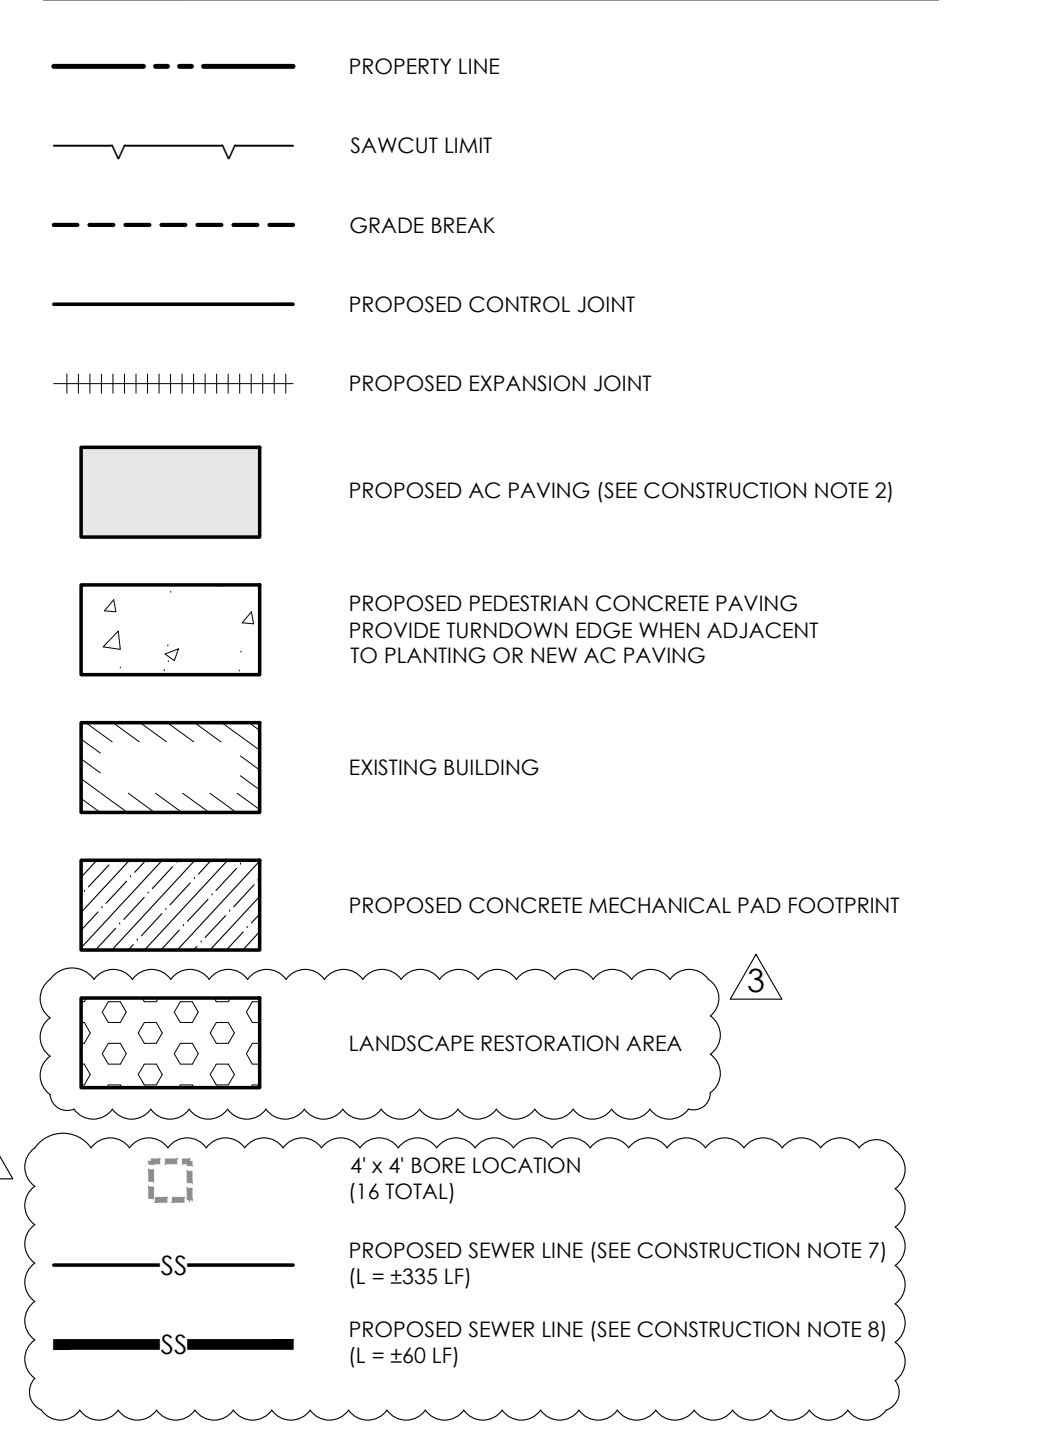 PROPERTY LINE
SAWCUT LIMIT
GRADE BREAK
PROPOSED CONTROL JOINT
PROPOSED EXPANSION JOINT
PROPOSED AC PAVING (SEE CONSTRUCTION NOTE 2)
PROPOSED PEDESTRIAN CONCRETE PAVING
PROVIDE TURNDOWN EDGE WHEN ADJACENT
TO PLANTING OR NEW AC PAVING
EXISTING BUILDING
PROPOSED CONCRETE MECHANICAL PAD FOOTPRINT
3
LANDSCAPE RESTORATION AREA
4' x 4' BORE LOCATION
(16 TOTAL)
SS
PROPOSED SEWER LINE (SEE CONSTRUCTION NOTE 7)
(L = ±335 LF)
SS
PROPOSED SEWER LINE (SEE CONSTRUCTION NOTE 8)
(L = ±60 LF)